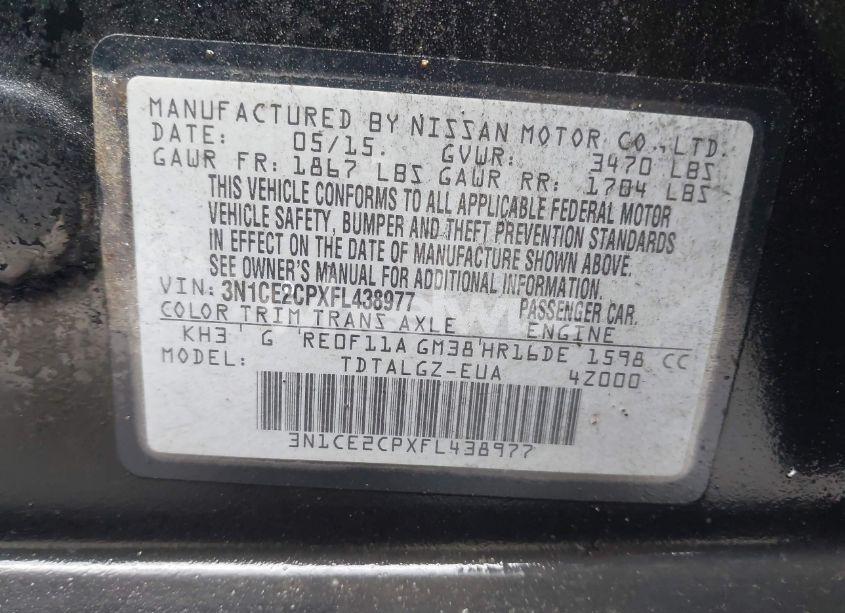 MANUFACTURED BY NISSAN MOTOR CO., LTD.
DATE: 05/15. GVWR: 3470 LBS
GAWR FR: 1867 LBS GAWR RR: 1704 LBS
THIS VEHICLE CONFORMS TO ALL APPLICABLE FEDERAL MOTOR
VEHICLE SAFETY, BUMPER AND THEFT PREVENTION STANDARDS
IN EFFECT ON THE DATE OF MANUFACTURE SHOWN ABOVE.
SEE OWNER'S MANUAL FOR ADDITIONAL INFORMATION.
VIN: 3N1CE2CPXFL438977 PASSENGER CAR.
COLOR TRIM TRANS AXLE ENGINE
KH3 ' G 'RE0F11A GM38'HR16DE 1598 CC
MODEL: TDTALGZ-EUA 4Z000
3N1CE2CPXFL438977